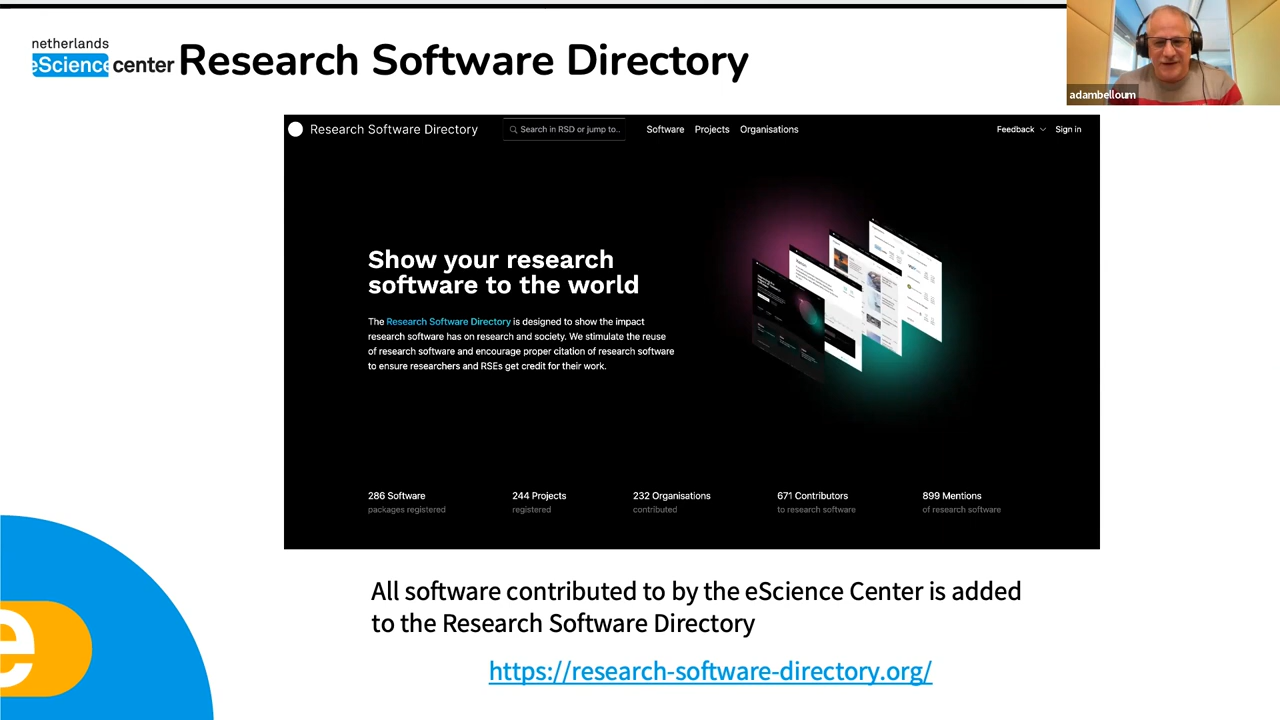 netherlands
eScience center
Research Software Directory
adambelloum
Research Software Directory
Search in RSD or jump to..
Software Projects Organisations
Feedback
Sign in
Show your research
software to the world
The Research Software Directory is designed to show the impact
research software has on research and society. We stimulate the reuse
of research software and encourage proper citation of research software
to ensure researchers and RSEs get credit for their work.
286 Software
packages registered
244 Projects
registered
232 Organisations
contributed
671 Contributors
to research software
899 Mentions
of research software
All software contributed to by the eScience Center is added
to the Research Software Directory
https://research-software-directory.org/
e